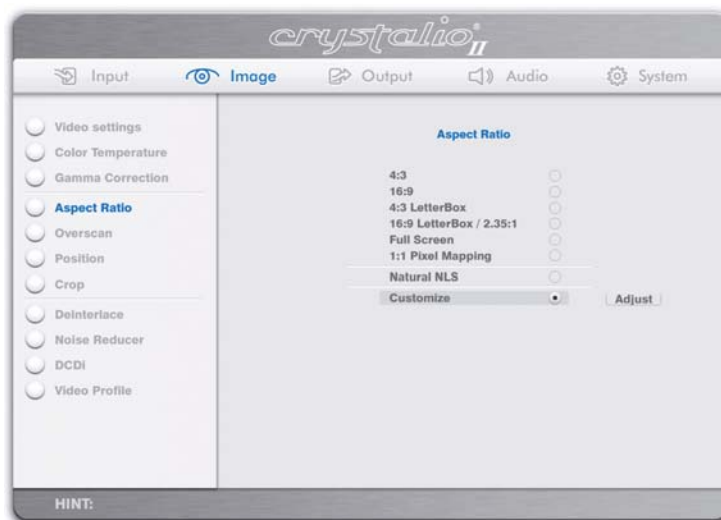 crystalio II
Input Image Output Audio System
Video settings
Color Temperature
Gamma Correction
Aspect Ratio
Overscan
Position
Crop
Deinterlace
Noise Reducer
DCDi
Video Profile
Aspect Ratio
4:3
16:9
4:3 LetterBox
16:9 LetterBox / 2.35:1
Full Screen
1:1 Pixel Mapping
Natural NLS
Customize Adjust
HINT: